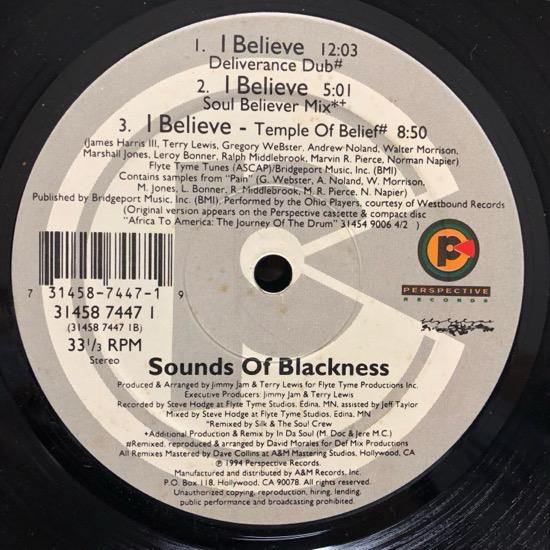 1. I Believe 12:03
Deliverance Dub#
2. I Believe 5:01
Soul Believer Mix*+
3. I Believe - Temple Of Belief# 8:50
(James Harris III, Terry Lewis, Gregory WeBster, Andrew Noland, Walter Morrison,
Marshall Jones, Leroy Bonner, Ralph Middlebrook, Marvin R. Pierce, Norman Napier)
Flyte Tyme Tunes (ASCAP)/Bridgeport Music, Inc. (BMI)
Contains samples from "Pain" (G. Webster, A. Noland, W. Morrison,
M. Jones, L. Bonner, R. Middlebrook, M. R. Pierce, N. Napier)
Published by Bridgeport Music, Inc. (BMI), Performed by the Ohio Players, courtesy of Westbound Records
(Original version appears on the Perspective cassette & compact disc
"Africa To America: The Journey Of The Drum" 31454 9006 4/2 )
7 31458-7447-1 9
31458 7447 1
(31458 7447 1B)
33 1/3 RPM
Stereo
P
PERSPECTIVE
RECORDS
Sounds Of Blackness
Produced & Arranged by Jimmy Jam & Terry Lewis for Flyte Tyme Productions Inc.
Executive Producers: Jimmy Jam & Terry Lewis
Recorded by Steve Hodge at Flyte Tyme Studios, Edina, MN, assisted by Jeff Taylor
Mixed by Steve Hodge at Flyte Tyme Studios, Edina, MN
*Remixed by Silk & The Soul Crew
+Additional Production & Remix by In Da Soul (M. Doc & Jere M.C.)
#Remixed, reproduced & arranged by David Morales for Def Mix Productions
All Remixes Mastered by Dave Collins at A&M Mastering Studios, Hollywood, CA
℗ 1994 Perspective Records.
Manufactured and distributed by A&M Records, Inc.
P.O. Box 118, Hollywood, CA 90078. All rights reserved.
Unauthorized copying, reproduction, hiring, lending,
public performance and broadcasting prohibited.